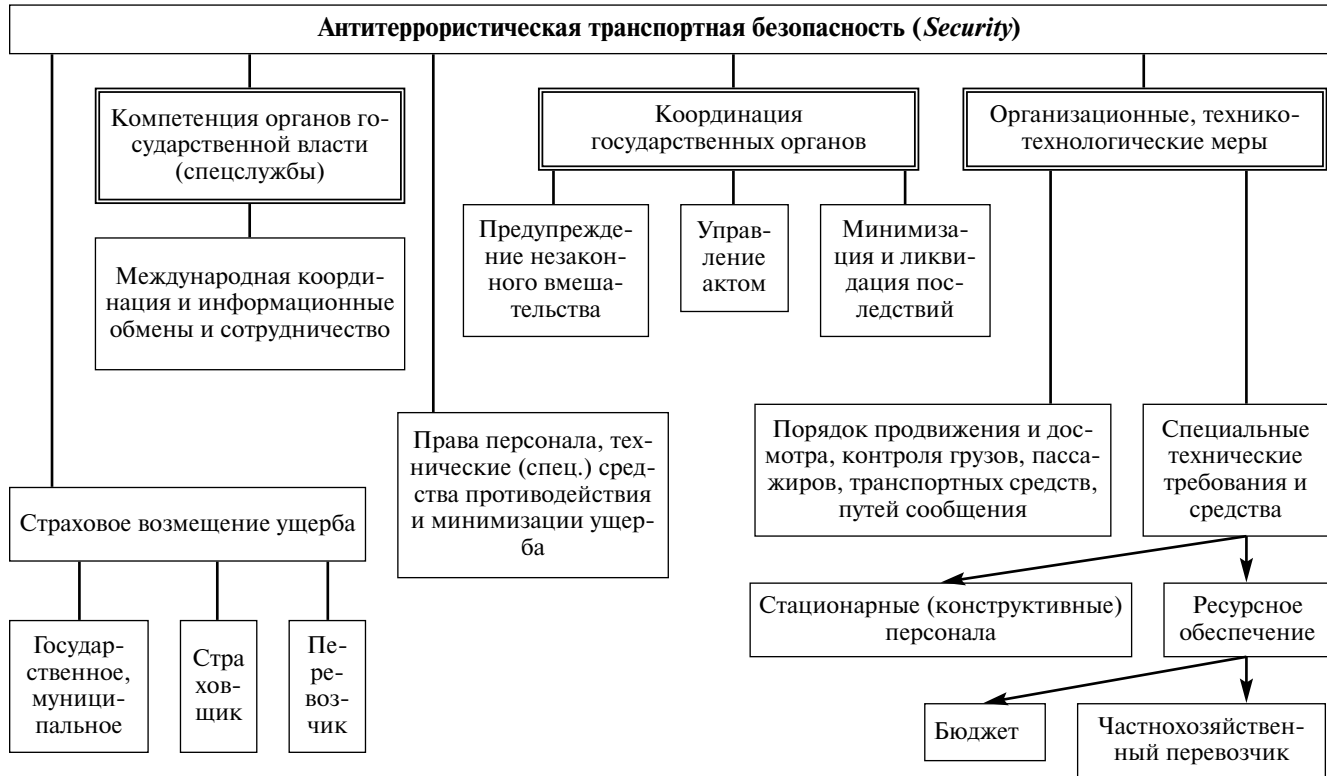 Антитеррористическая транспортная безопасность (Security)
Компетенция органов го-
сударственной власти
(спецслужбы)
Координация
государственных органов
Организационные, технико-
технологические меры
Международная коорди-
нация и информационные
обмены и сотрудничество
Предупрежде-
ние незакон-
ного вмеша-
тельства
Управ-
ление
актом
Минимиза-
ция и ликви-
дация пос-
ледствий
Страховое возмещение ущерба
Права персонала, тех-
нические (спец.) сред-
ства противодействия
и минимизации ущер-
ба
Порядок продвижения и дос-
мотра, контроля грузов, пасса-
жиров, транспортных средств,
путей сообщения
Специальные
технические
требования и
средства
Государ-
ственное,
муници-
пальное
Стра
хов-
щик
Пе-
ре-
воз-
чик
Стационарные (конструктивные)
персонала
Ресурсное
обеспечение
Бюджет
Частнохозяйствен-
ный перевозчик